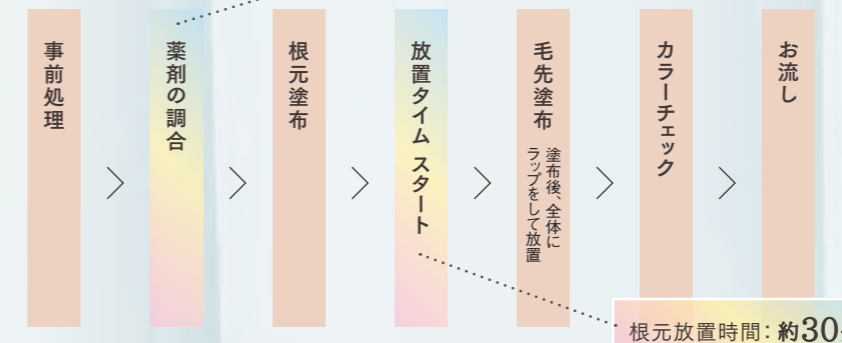 事前処理
薬剤の調合
根元塗布
放置タイム スタート
毛先塗布
塗布後、全体に
ラップをして放置
カラーチェック
お流し
根元放置時間：約30